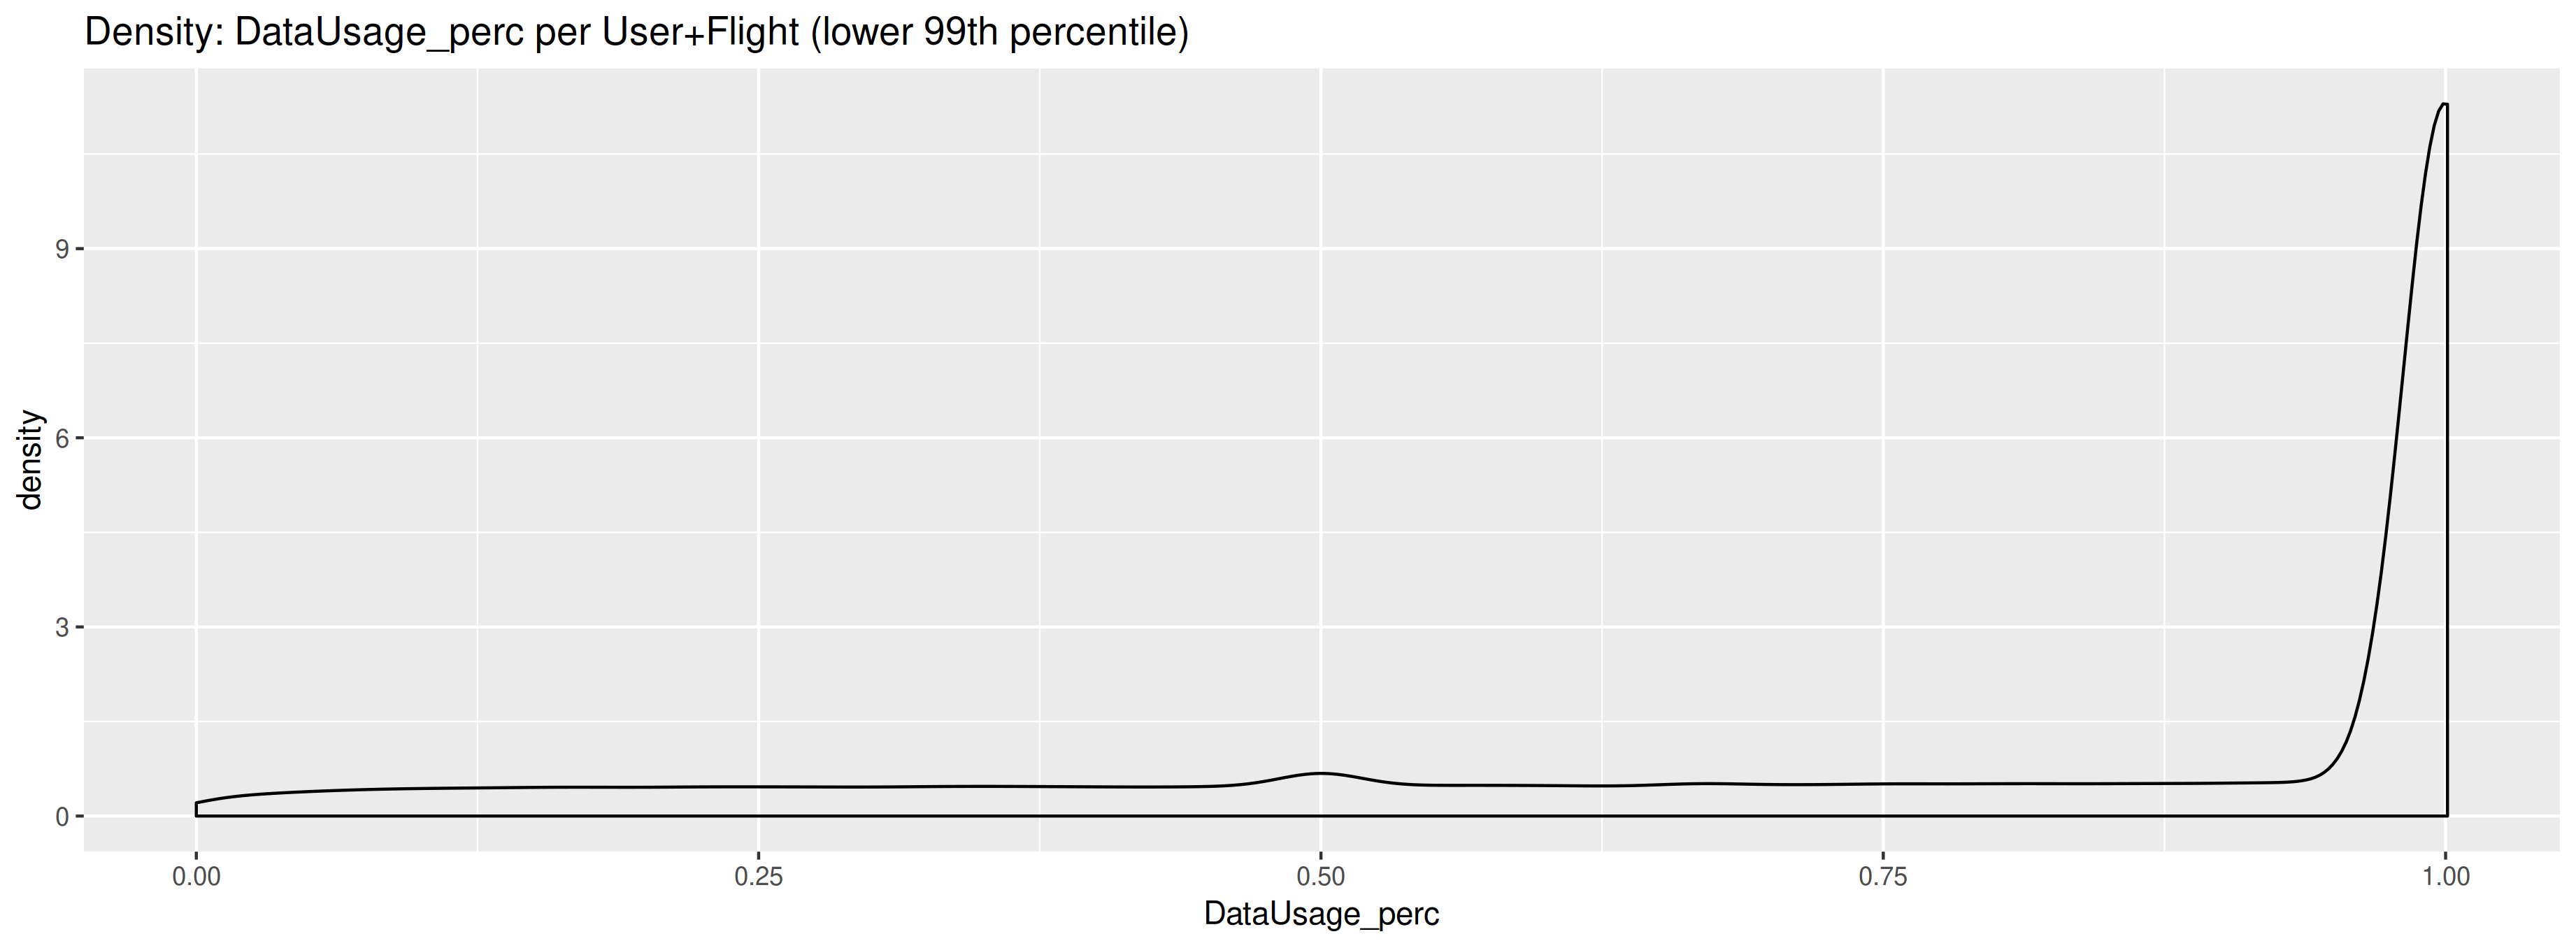 Density: DataUsage_perc per User+Flight (lower 99th percentile)
density
9
6
3
0
0.00 0.25 0.50 0.75 1.00
DataUsage_perc